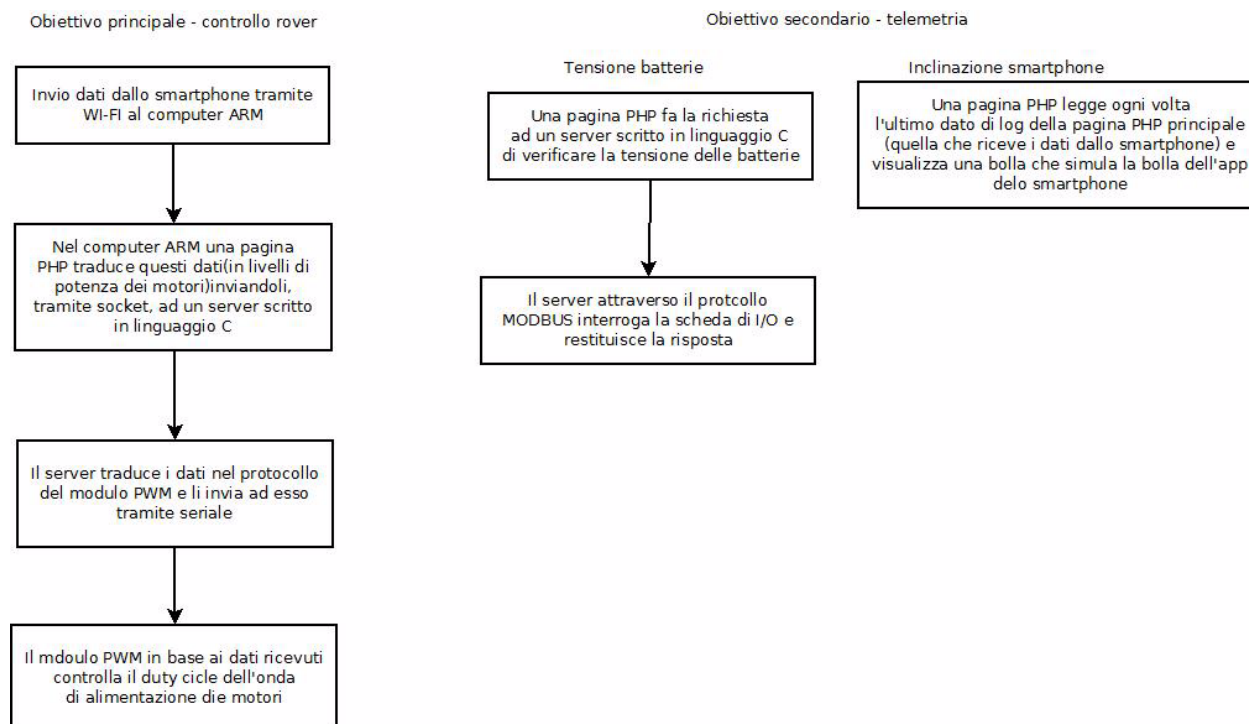 Obiettivo principale - controllo rover
Invio dati dallo smartphone tramite
WI-FI al computer ARM
Nel computer ARM una pagina
PHP traduce questi dati(in livelli di
potenza dei motori)inviandoli,
tramite socket, ad un server scritto
in linguaggio C
Il server traduce i dati nel protocollo
del modulo PWM e li invia ad esso
tramite seriale
Il mdoulo PWM in base ai dati ricevuti
controlla il duty cicle dell'onda
di alimentazione die motori
Obiettivo secondario - telemetria
Tensione batterie
Una pagina PHP fa la richiesta
ad un server scritto in linguaggio C
di verificare la tensione delle batterie
Il server attraverso il protcollo
MODBUS interroga la scheda di I/O e
restituisce la risposta
Inclinazione smartphone
Una pagina PHP legge ogni volta
l'ultimo dato di log della pagina PHP principale
(quella che riceve i dati dallo smartphone) e
visualizza una bolla che simula la bolla dell'app
delo smartphone